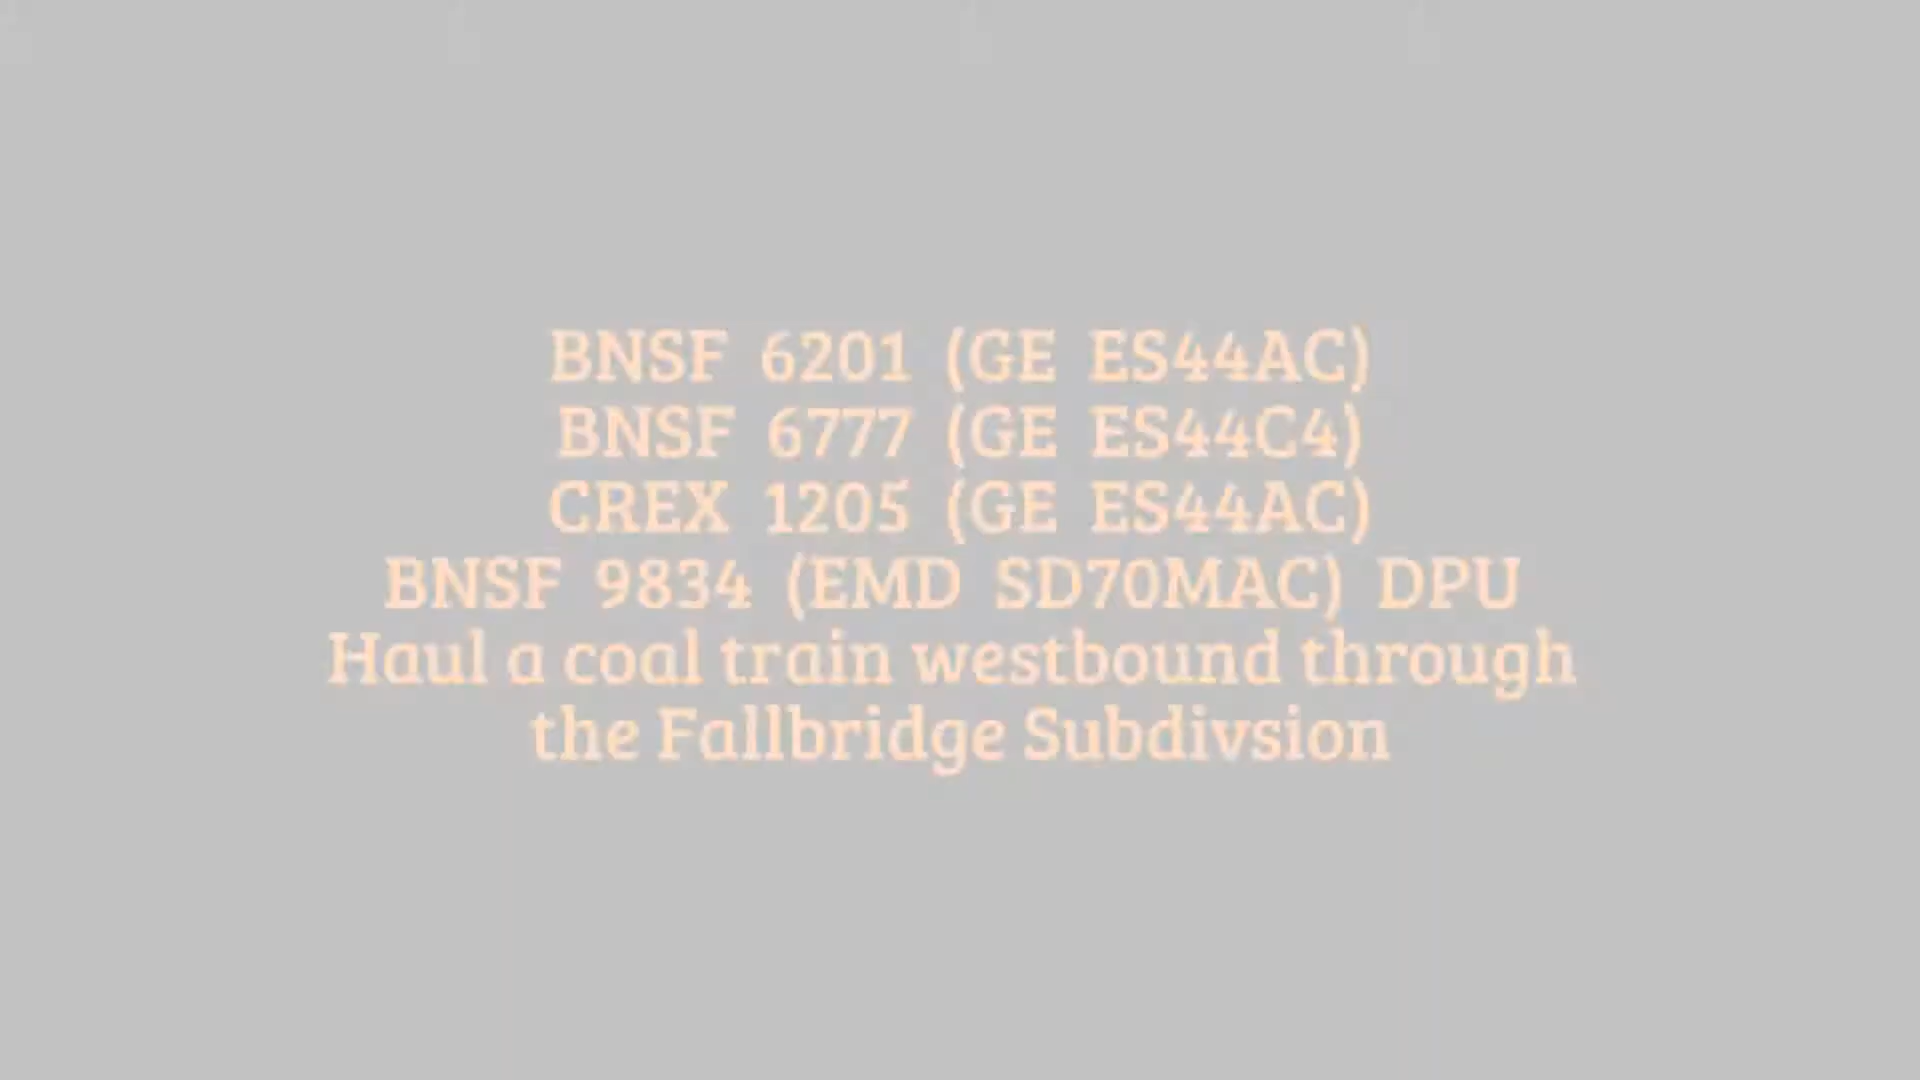 BNSF 6201 (GE ES44AC)
BNSF 6777 (GE ES44C4)
CREX 1205 (GE ES44AC)
BNSF 9834 (EMD SD70MAC) DPU
Haul a coal train westbound through
the Fallbridge Subdivsion